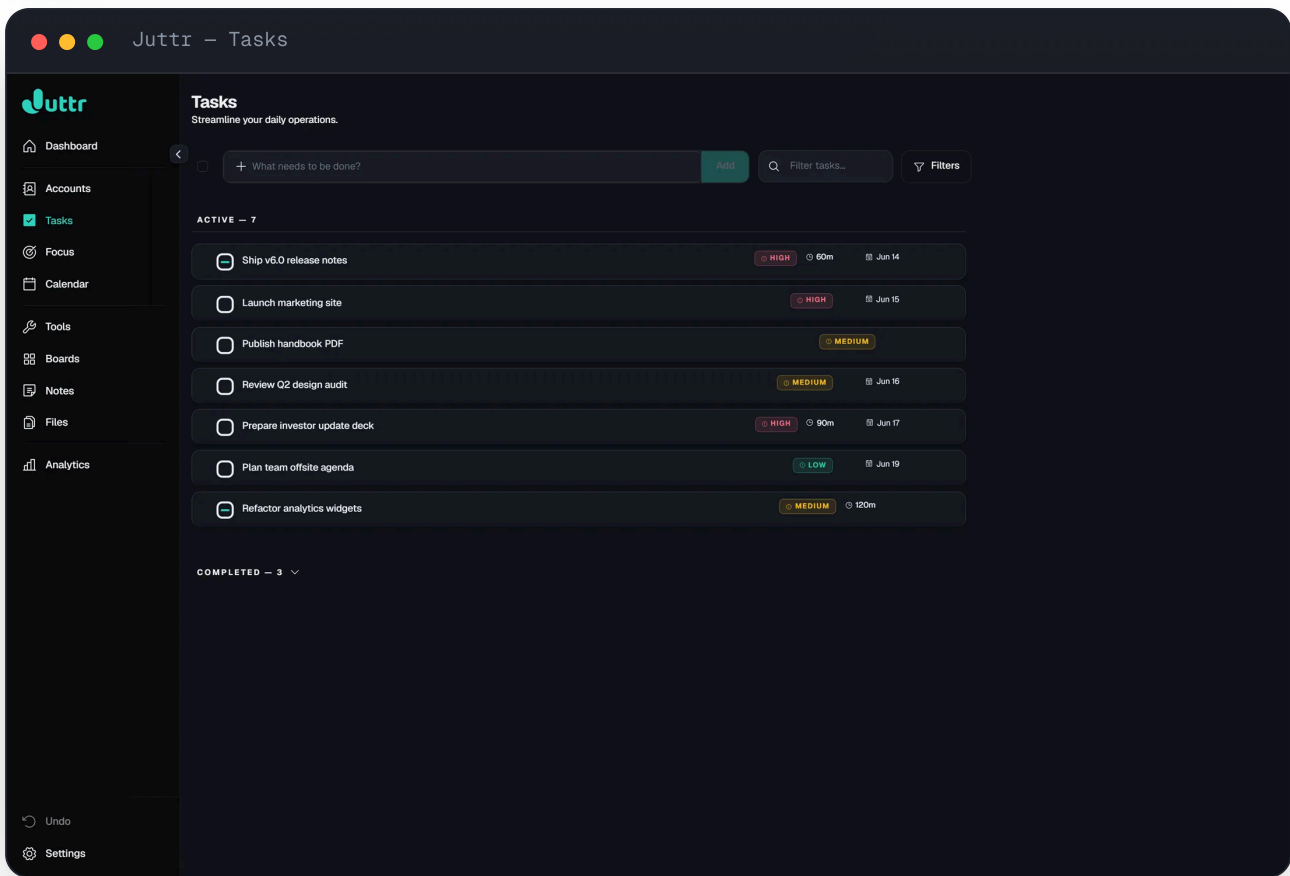 Juttr — Tasks
Juttr
Dashboard
Accounts
Tasks
Focus
Calendar
Tools
Boards
Notes
Files
Analytics
Undo
Settings
Tasks
Streamline your daily operations.
What needs to be done? Add Filter tasks... Filters
ACTIVE — 7
Ship v6.0 release notes HIGH 60m Jun 14
Launch marketing site HIGH Jun 15
Publish handbook PDF MEDIUM
Review Q2 design audit MEDIUM Jun 16
Prepare investor update deck HIGH 90m Jun 17
Plan team offsite agenda LOW Jun 19
Refactor analytics widgets MEDIUM 120m
COMPLETED — 3